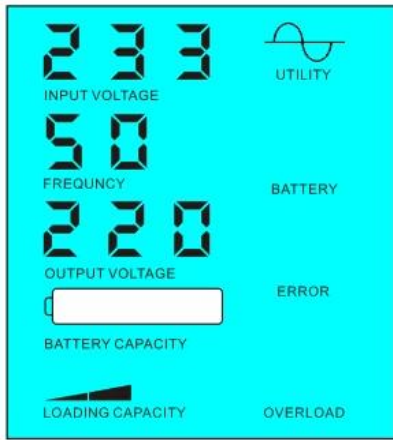 233
INPUT VOLTAGE
UTILITY
50
FREQUNCY
BATTERY
220
OUTPUT VOLTAGE
ERROR
BATTERY CAPACITY
LOADING CAPACITY
OVERLOAD